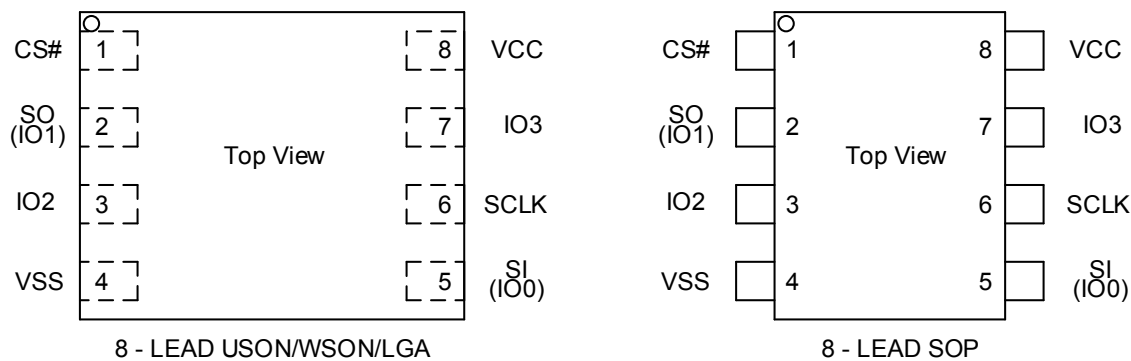 CS# 1 8 VCC
SO
(IO1) 2 7 IO3
Top View
IO2 3 6 SCLK
VSS 4 5 SI
(IO0)
8 - LEAD USON/WSON/LGA
CS# 1 8 VCC
SO
(IO1) 2 7 IO3
Top View
IO2 3 6 SCLK
VSS 4 5 SI
(IO0)
8 - LEAD SOP